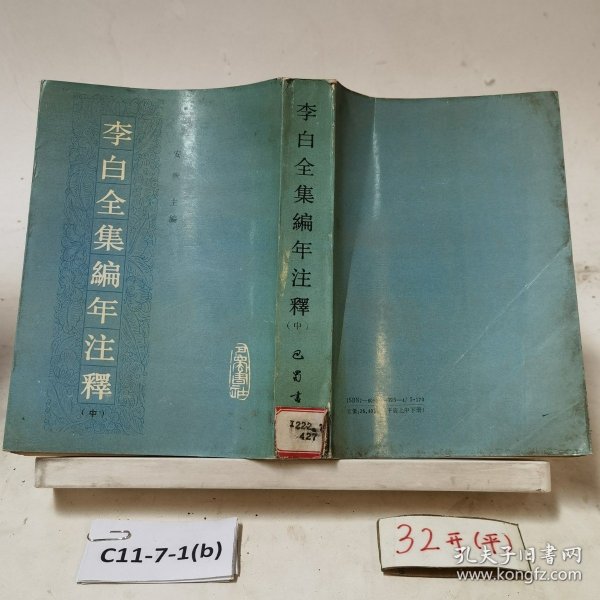 李白全集編年注釋
(中)
安
主編
巴蜀書社
李白全集編年注釋
(中)
巴蜀書
I222.
427
C11-7-1(b)
32开(平)
孔夫子旧书网
www.kongfz.com